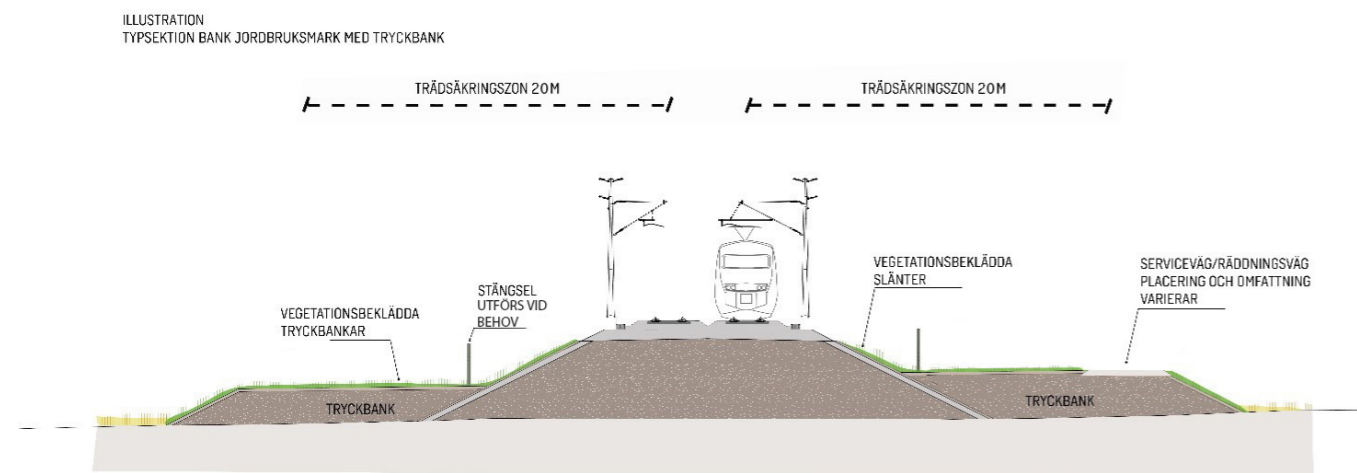 ILLUSTRATION
TYPSEKTION BANK JORDBRUKSMARK MED TRYCKBANK
TRÄDSÄKRINGSZON 20M
TRÄDSÄKRINGSZON 20M
VEGETATIONSBEKLÄDDA
TRYCKBANKAR
STÄNGSEL
UTFÖRS VID
BEHOV
VEGETATIONSBEKLÄDDA
SLÄNTER
SERVICEVÄG/RÄDDNINGSVÄG
PLACERING OCH OMFATTNING
VARIERAR
TRYCKBANK
TRYCKBANK